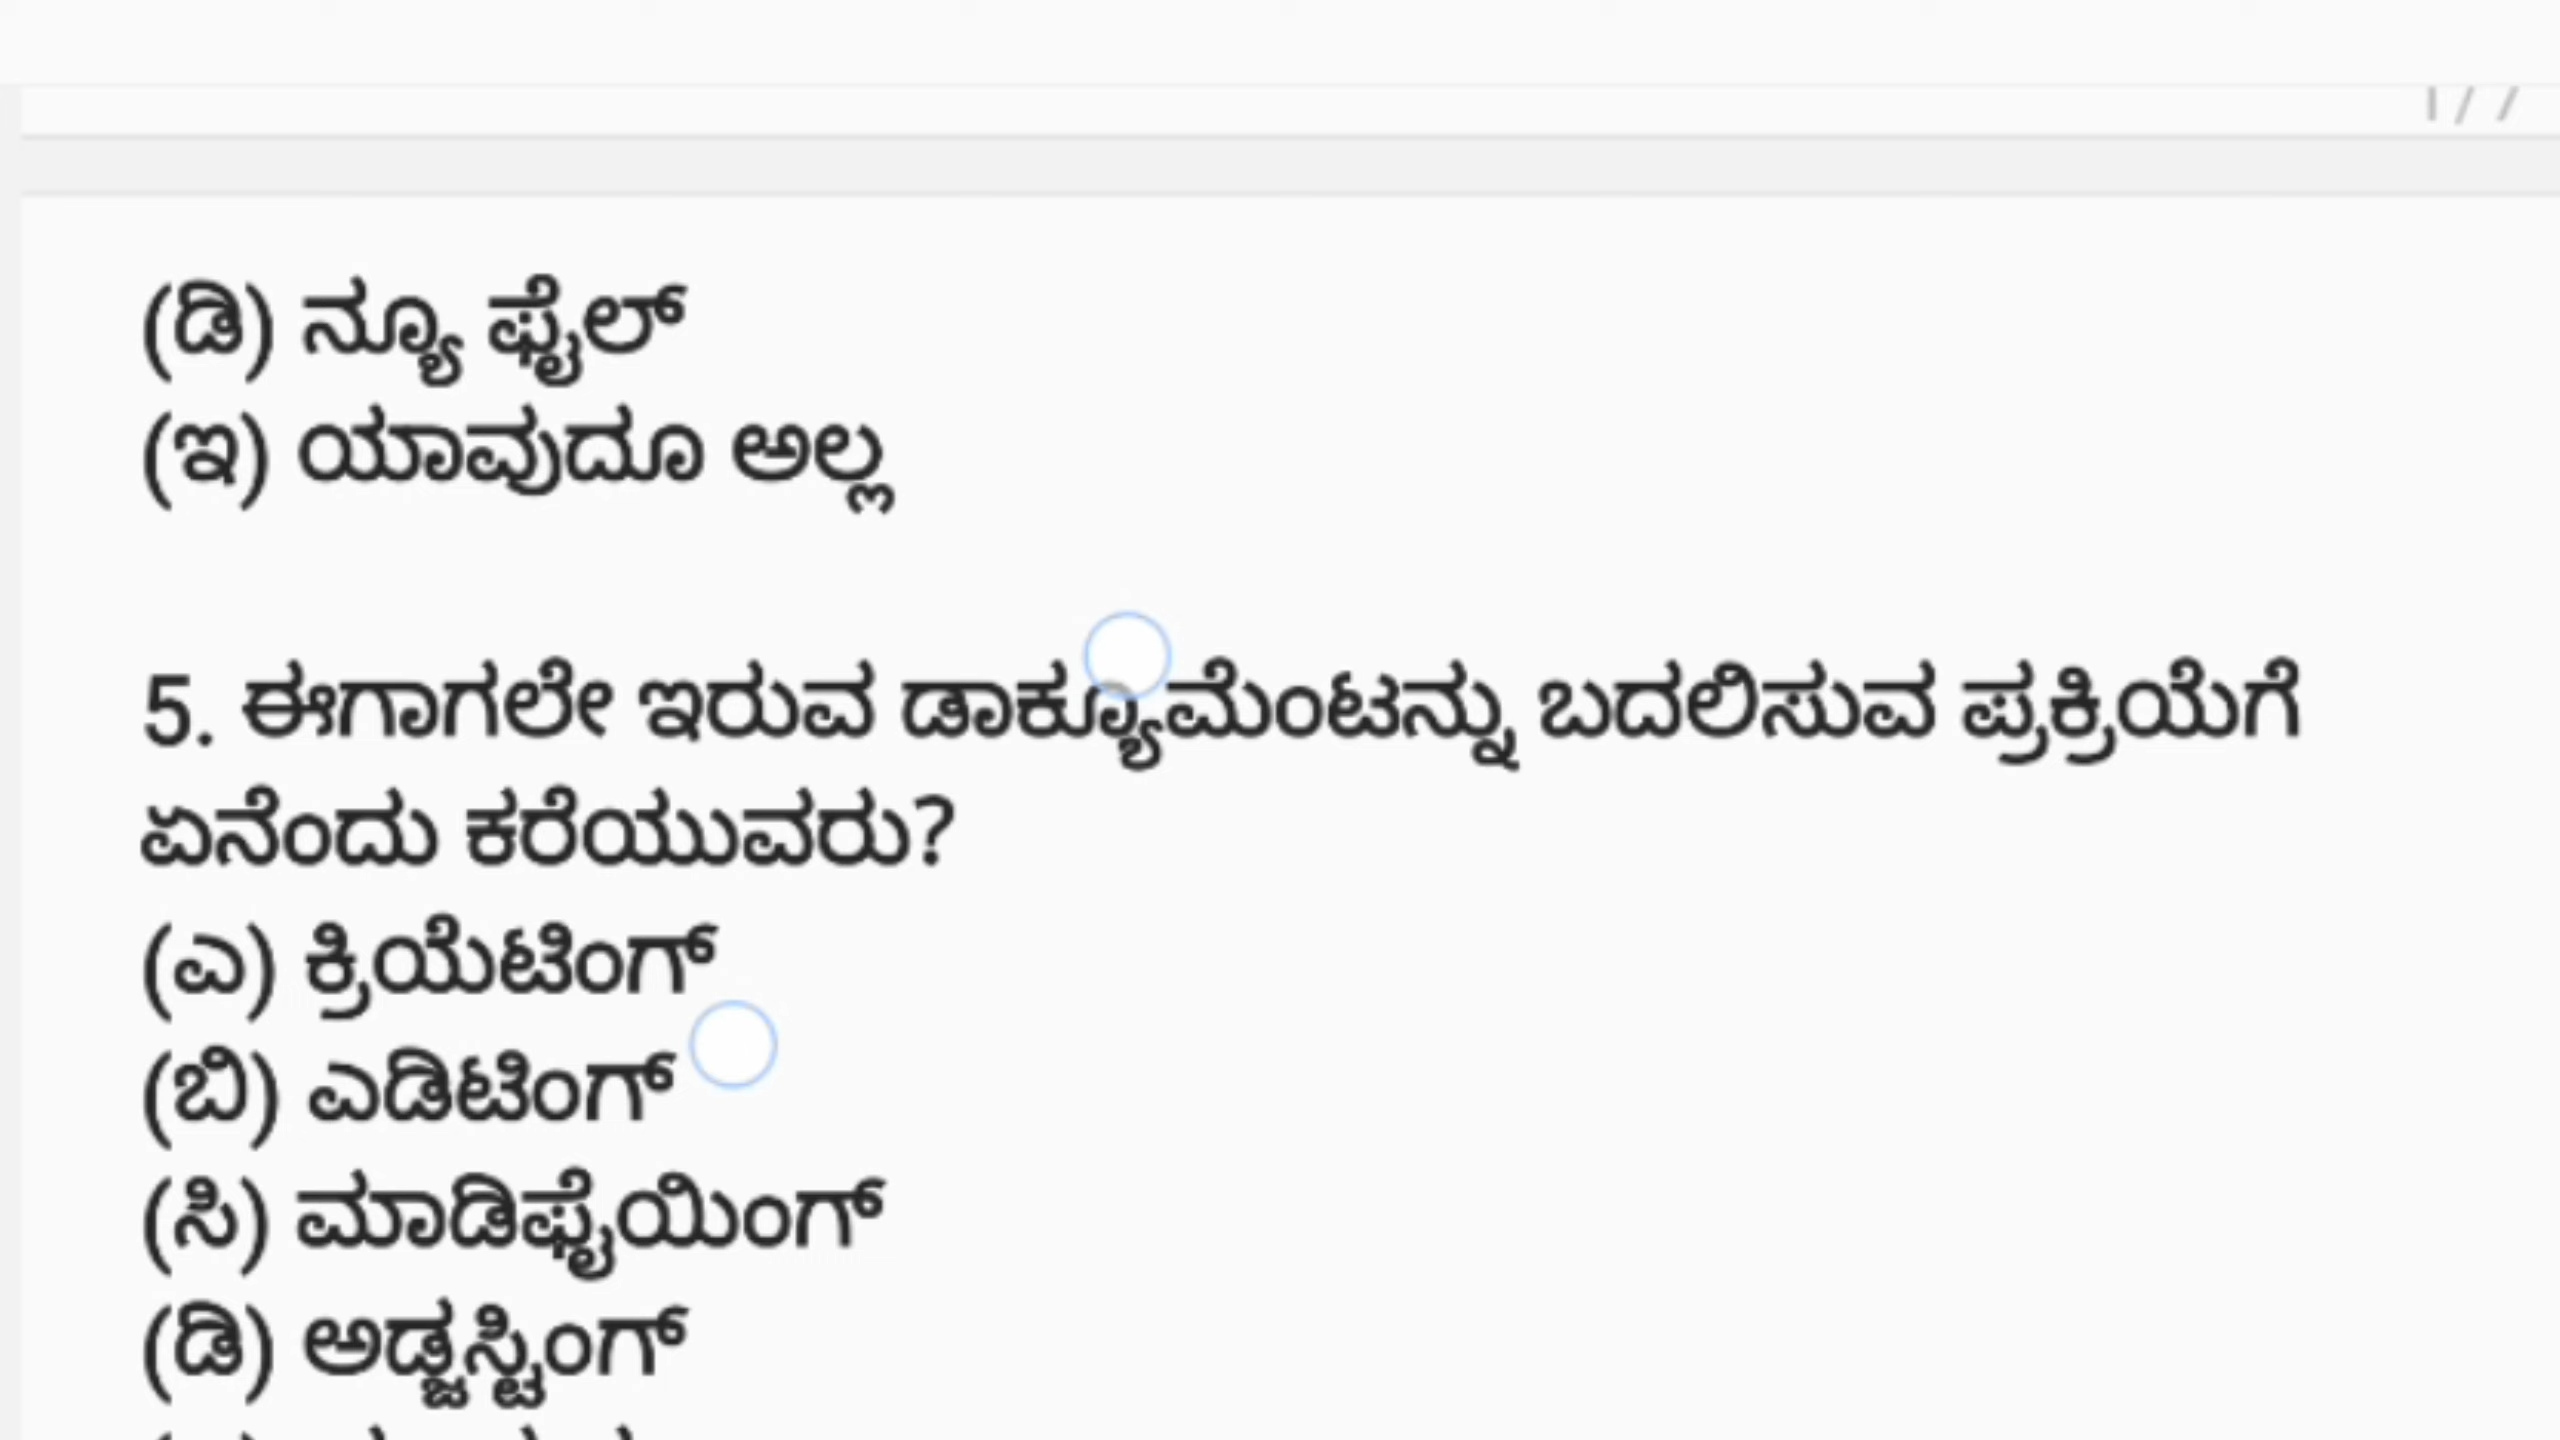 (ಡಿ) ನ್ಯೂ ಫೈಲ್
(ಇ) ಯಾವುದೂ ಅಲ್ಲ
5. ಈಗಾಗಲೇ ಇರುವ ಡಾಕ್ಯೂಮೆಂಟನ್ನು ಬದಲಿಸುವ ಪ್ರಕ್ರಿಯೆಗೆ
ಏನೆಂದು ಕರೆಯುವರು?
(ಎ) ಕ್ರಿಯೆಟಿಂಗ್
(ಬಿ) ಎಡಿಟಿಂಗ್
(ಸಿ) ಮಾಡಿಫೈಯಿಂಗ್
(ಡಿ) ಅಡ್ಜಸ್ಟಿಂಗ್